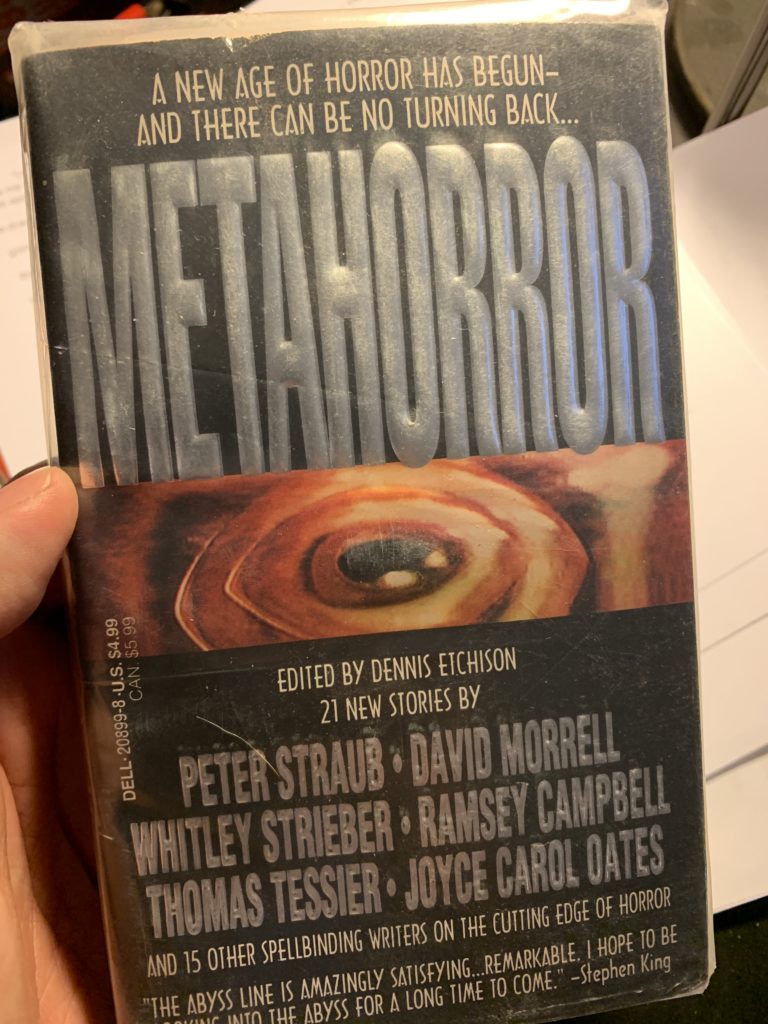 A NEW AGE OF HORROR HAS BEGUN–
AND THERE CAN BE NO TURNING BACK...
METAHORROR
DELL·20899-8·U.S. $4.99
CAN. $5.99
EDITED BY DENNIS ETCHISON
21 NEW STORIES BY
PETER STRAUB • DAVID MORRELL
WHITLEY STRIEBER • RAMSEY CAMPBELL
THOMAS TESSIER • JOYCE CAROL OATES
AND 15 OTHER SPELLBINDING WRITERS ON THE CUTTING EDGE OF HORROR
"THE ABYSS LINE IS AMAZINGLY SATISFYING...REMARKABLE. I HOPE TO BE
INTO THE ABYSS FOR A LONG TIME TO COME." –Stephen King